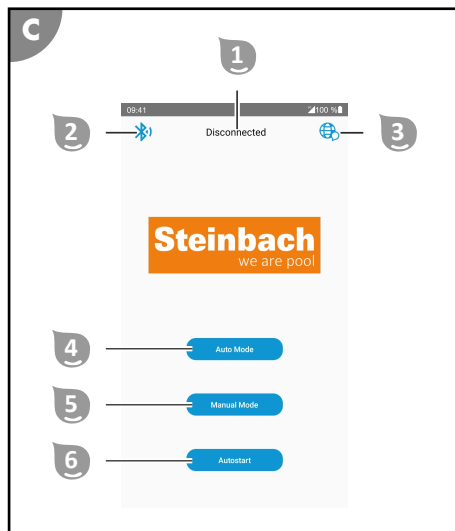 C
1
09:41 100 %
2 Disconnected 3
Steinbach
we are pool
4 Auto Mode
5 Manual Mode
6 Autostart